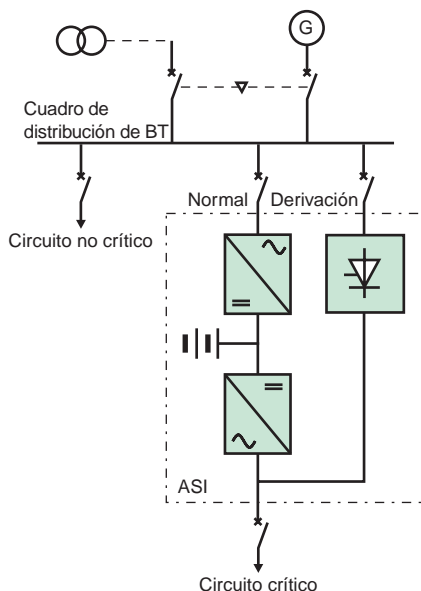 G
Cuadro de
distribución de BT
Normal
Derivación
Circuito no crítico
ASI
Circuito crítico